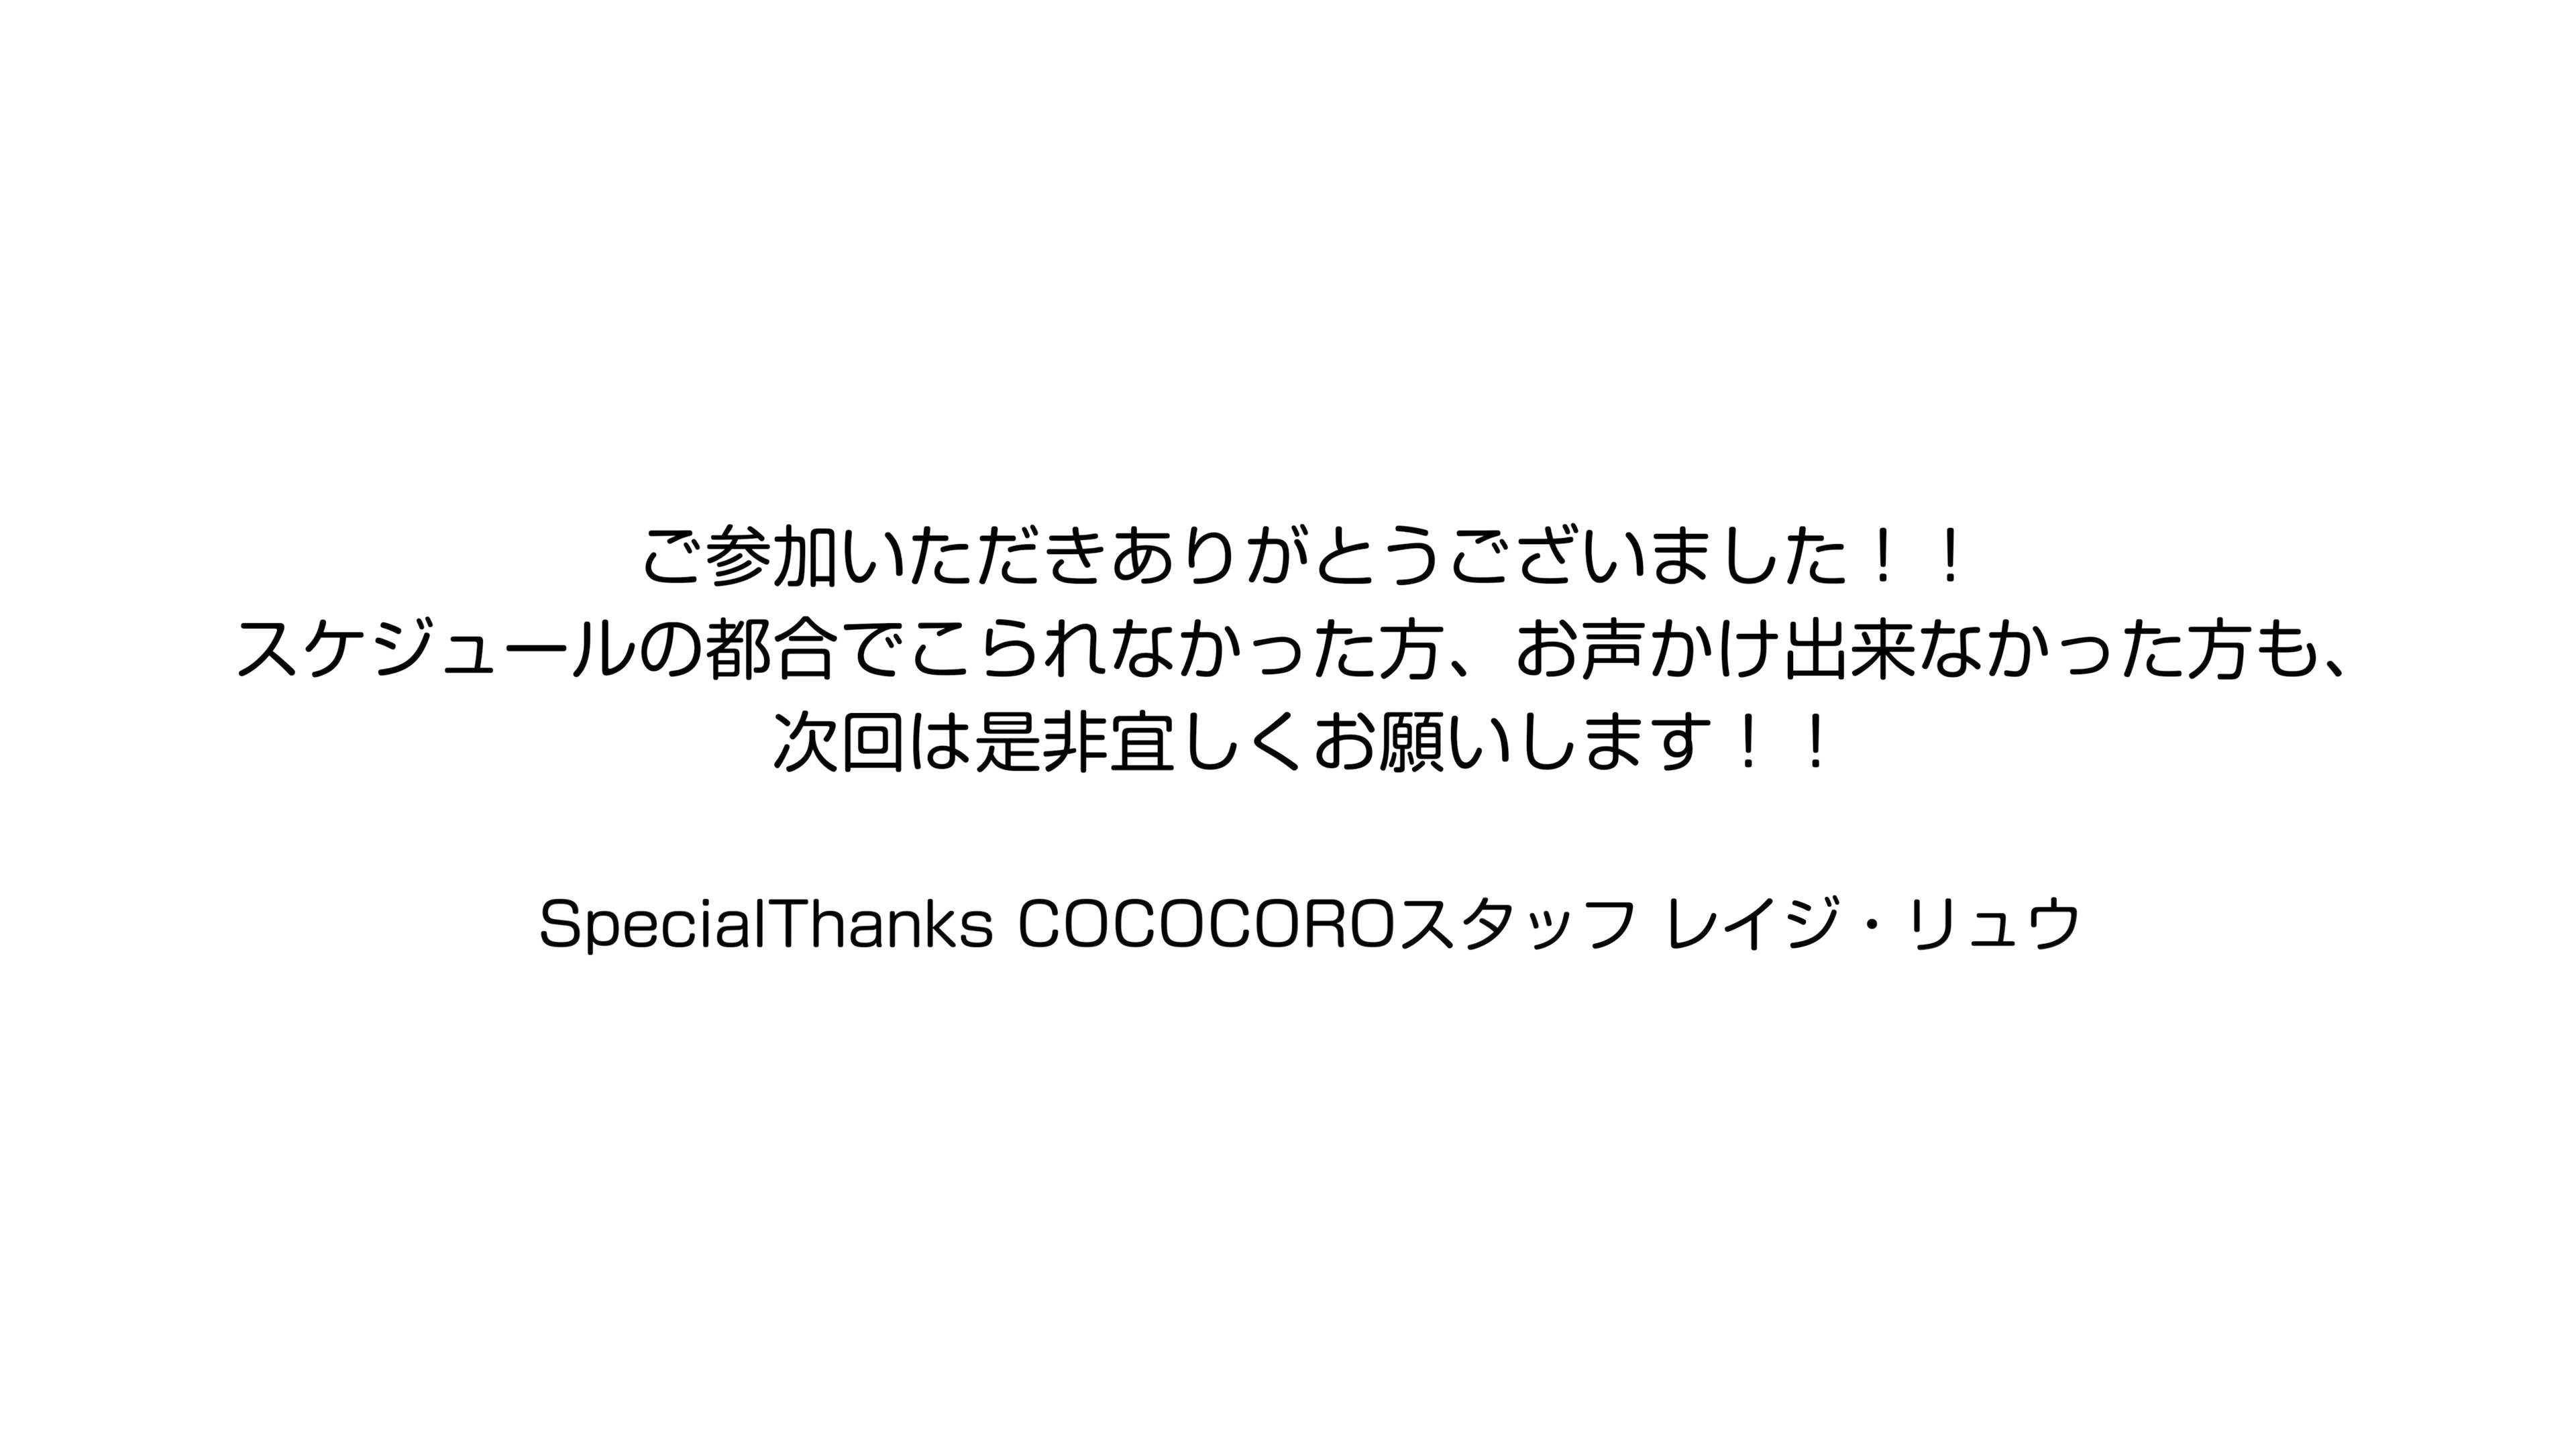 ご参加いただきありがとうございました！！
スケジュールの都合でこられなかった方、お声かけ出来なかった方も、
次回は是非宜しくお願いします！！
SpecialThanks COCOCOROスタッフ レイジ・リュウ